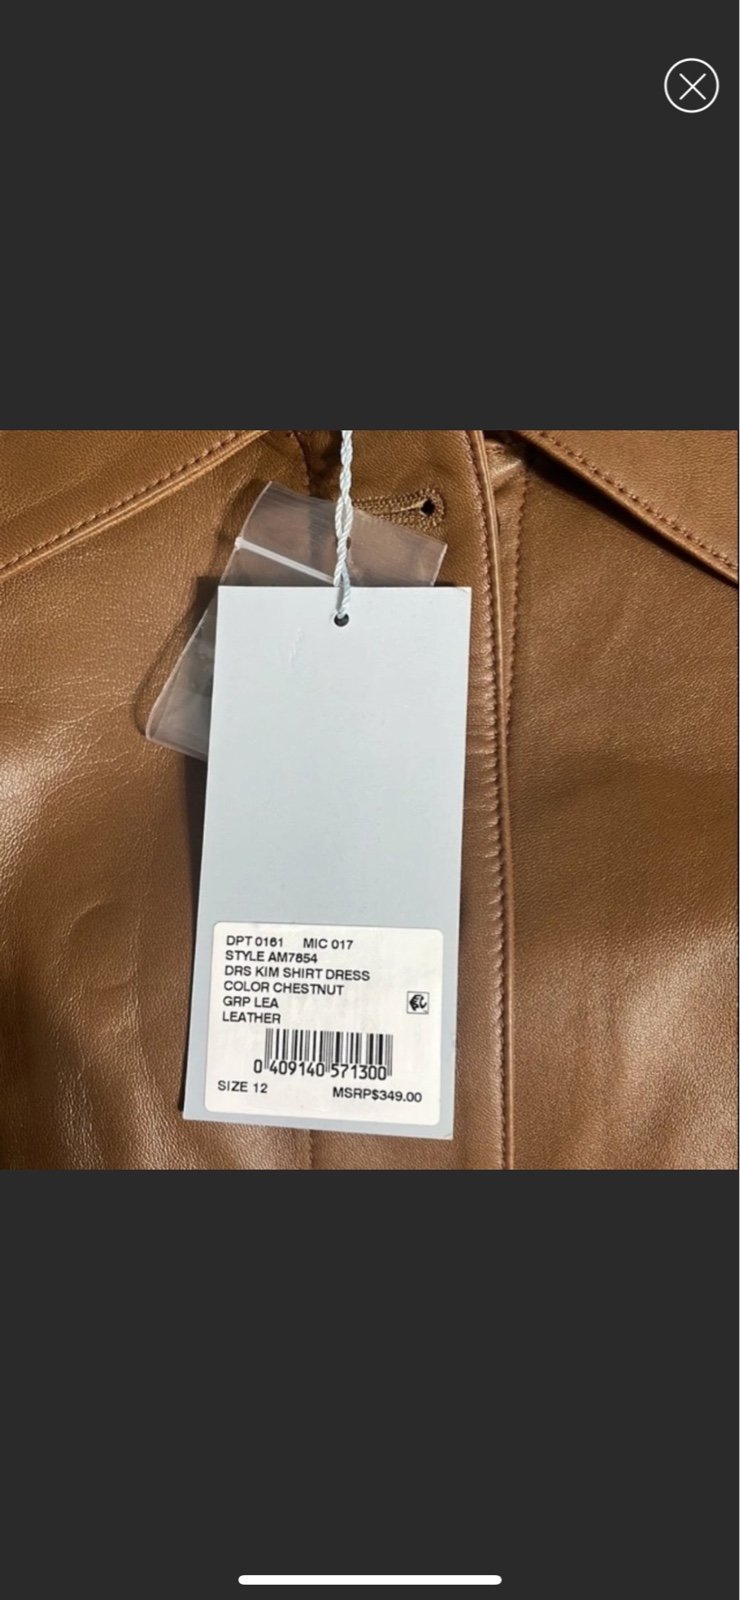 DPT 0161 MIC 017
STYLE AM7654
DRS KIM SHIRT DRESS
COLOR CHESTNUT
GRP LEA
LEATHER
0 409140 571300
SIZE 12 MSRP$349.00